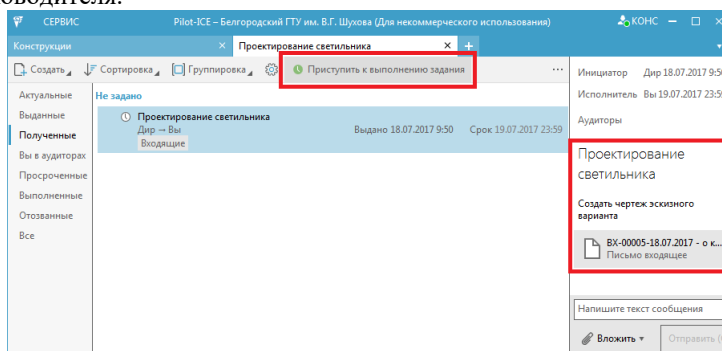 оводителя.
СЕРВИС Pilot-ICE – Белгородский ГТУ им. В.Г. Шухова (Для некоммерческого использования) КОНС
Конструкции × Проектирование светильника × +
Создать Сортировка Группировка Приступить к выполнению задания ...
Инициатор Дир 18.07.2017 9:50
Актуальные Не задано
Исполнитель Вы 19.07.2017 23:59
Выданные Проектирование светильника
Аудиторы
Полученные Дир → Вы Выдано 18.07.2017 9:50 Срок 19.07.2017 23:59
Входящие
Вы в аудиторах
Просроченные
Выполненные
Отозванные
Все
Проектирование
светильника
Создать чертеж эскизного
варианта
ВХ-00005-18.07.2017 - о к...
Письмо входящее
Напишите текст сообщения
Вложить Отправить